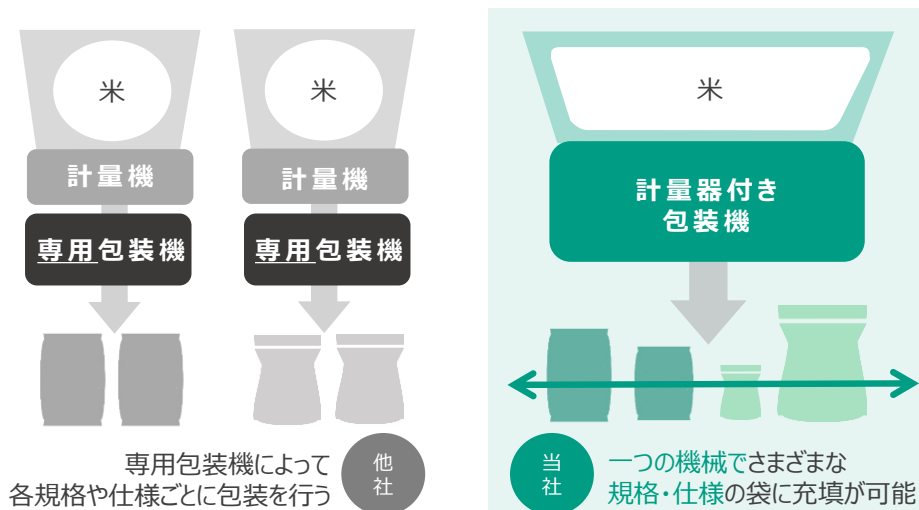 米
計量機
専用包装機
米
計量機
専用包装機
専用包装機によって
各規格や仕様ごとに包装を行う
他
社
米
計量器付き
包装機
当
社
一つの機械でさまざまな
規格・仕様の袋に充填が可能